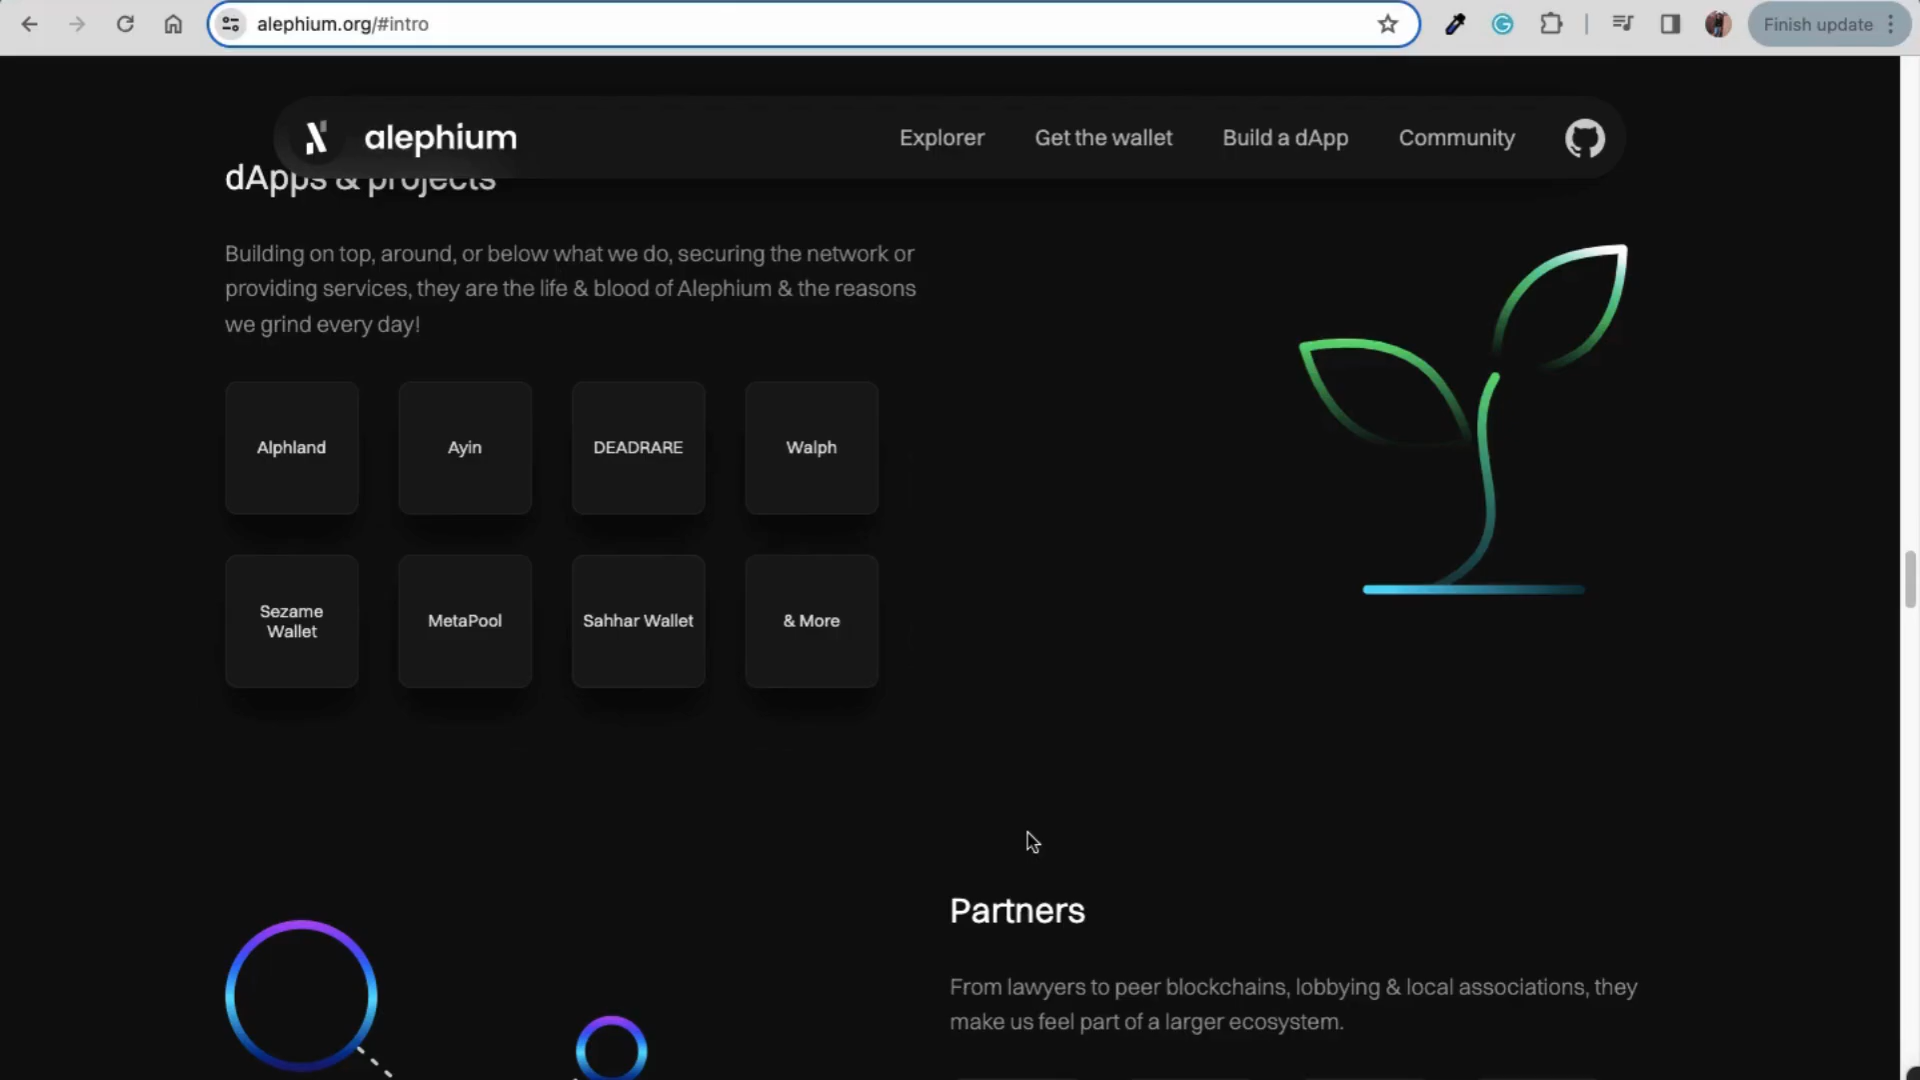 alephium.org/#intro
Finish update
alephium
Explorer
Get the wallet
Build a dApp
Community
dApps & projects
Building on top, around, or below what we do, securing the network or
providing services, they are the life & blood of Alephium & the reasons
we grind every day!
Alphland
Ayin
DEADRARE
Walph
Sezame
Wallet
MetaPool
Sahhar Wallet
& More
Partners
From lawyers to peer blockchains, lobbying & local associations, they
make us feel part of a larger ecosystem.